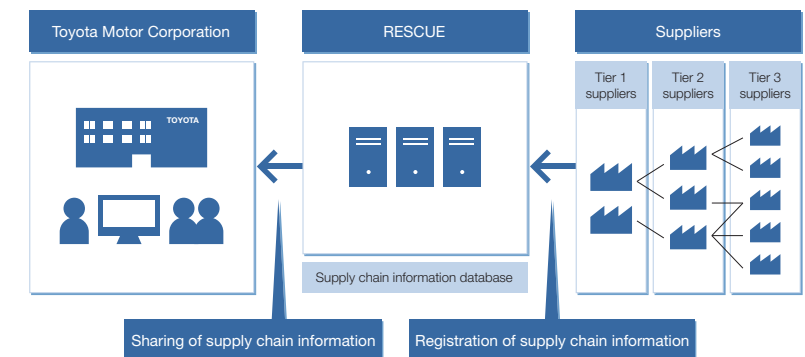 Toyota Motor Corporation
RESCUE
Suppliers
Tier 1
suppliers
Tier 2
suppliers
Tier 3
suppliers
TOYOTA
Supply chain information database
Sharing of supply chain information
Registration of supply chain information